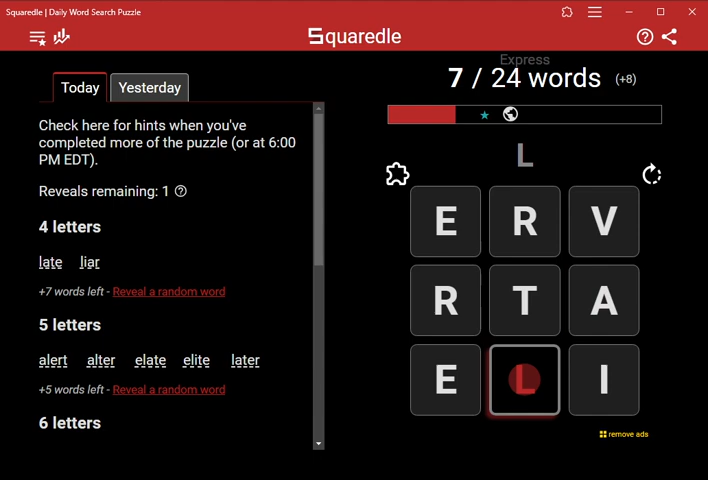 Squaredle | Daily Word Search Puzzle
Squaredle
Today
Yesterday
Check here for hints when you've
completed more of the puzzle (or at 6:00
PM EDT).
Reveals remaining: 1
4 letters
late liar
+7 words left - Reveal a random word
5 letters
alert alter elate elite later
+5 words left - Reveal a random word
6 letters
Express
7 / 24 words (+8)
L
E R V
R T A
E L I
remove ads